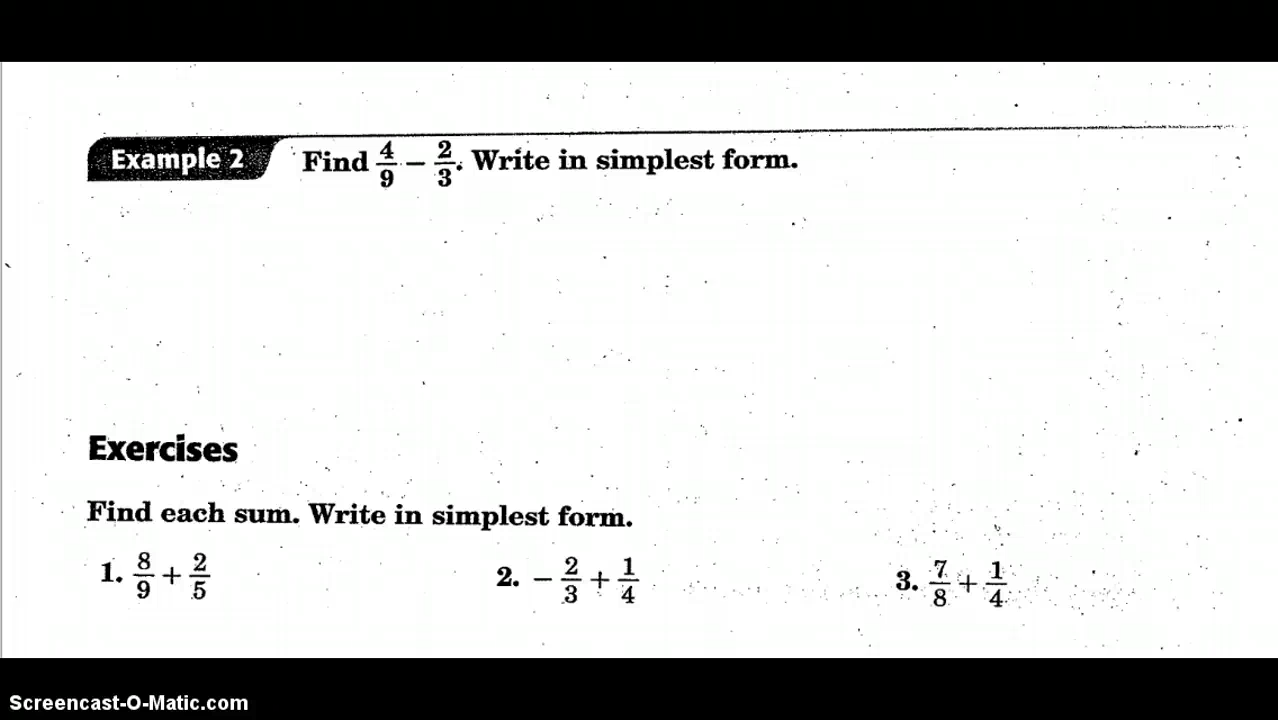 Example 2 Find 4/9 − 2/3. Write in simplest form.
Exercises
Find each sum. Write in simplest form.
1. 8/9 + 2/5 2. − 2/3 + 1/4 3. 7/8 + 1/4
Screencast-O-Matic.com